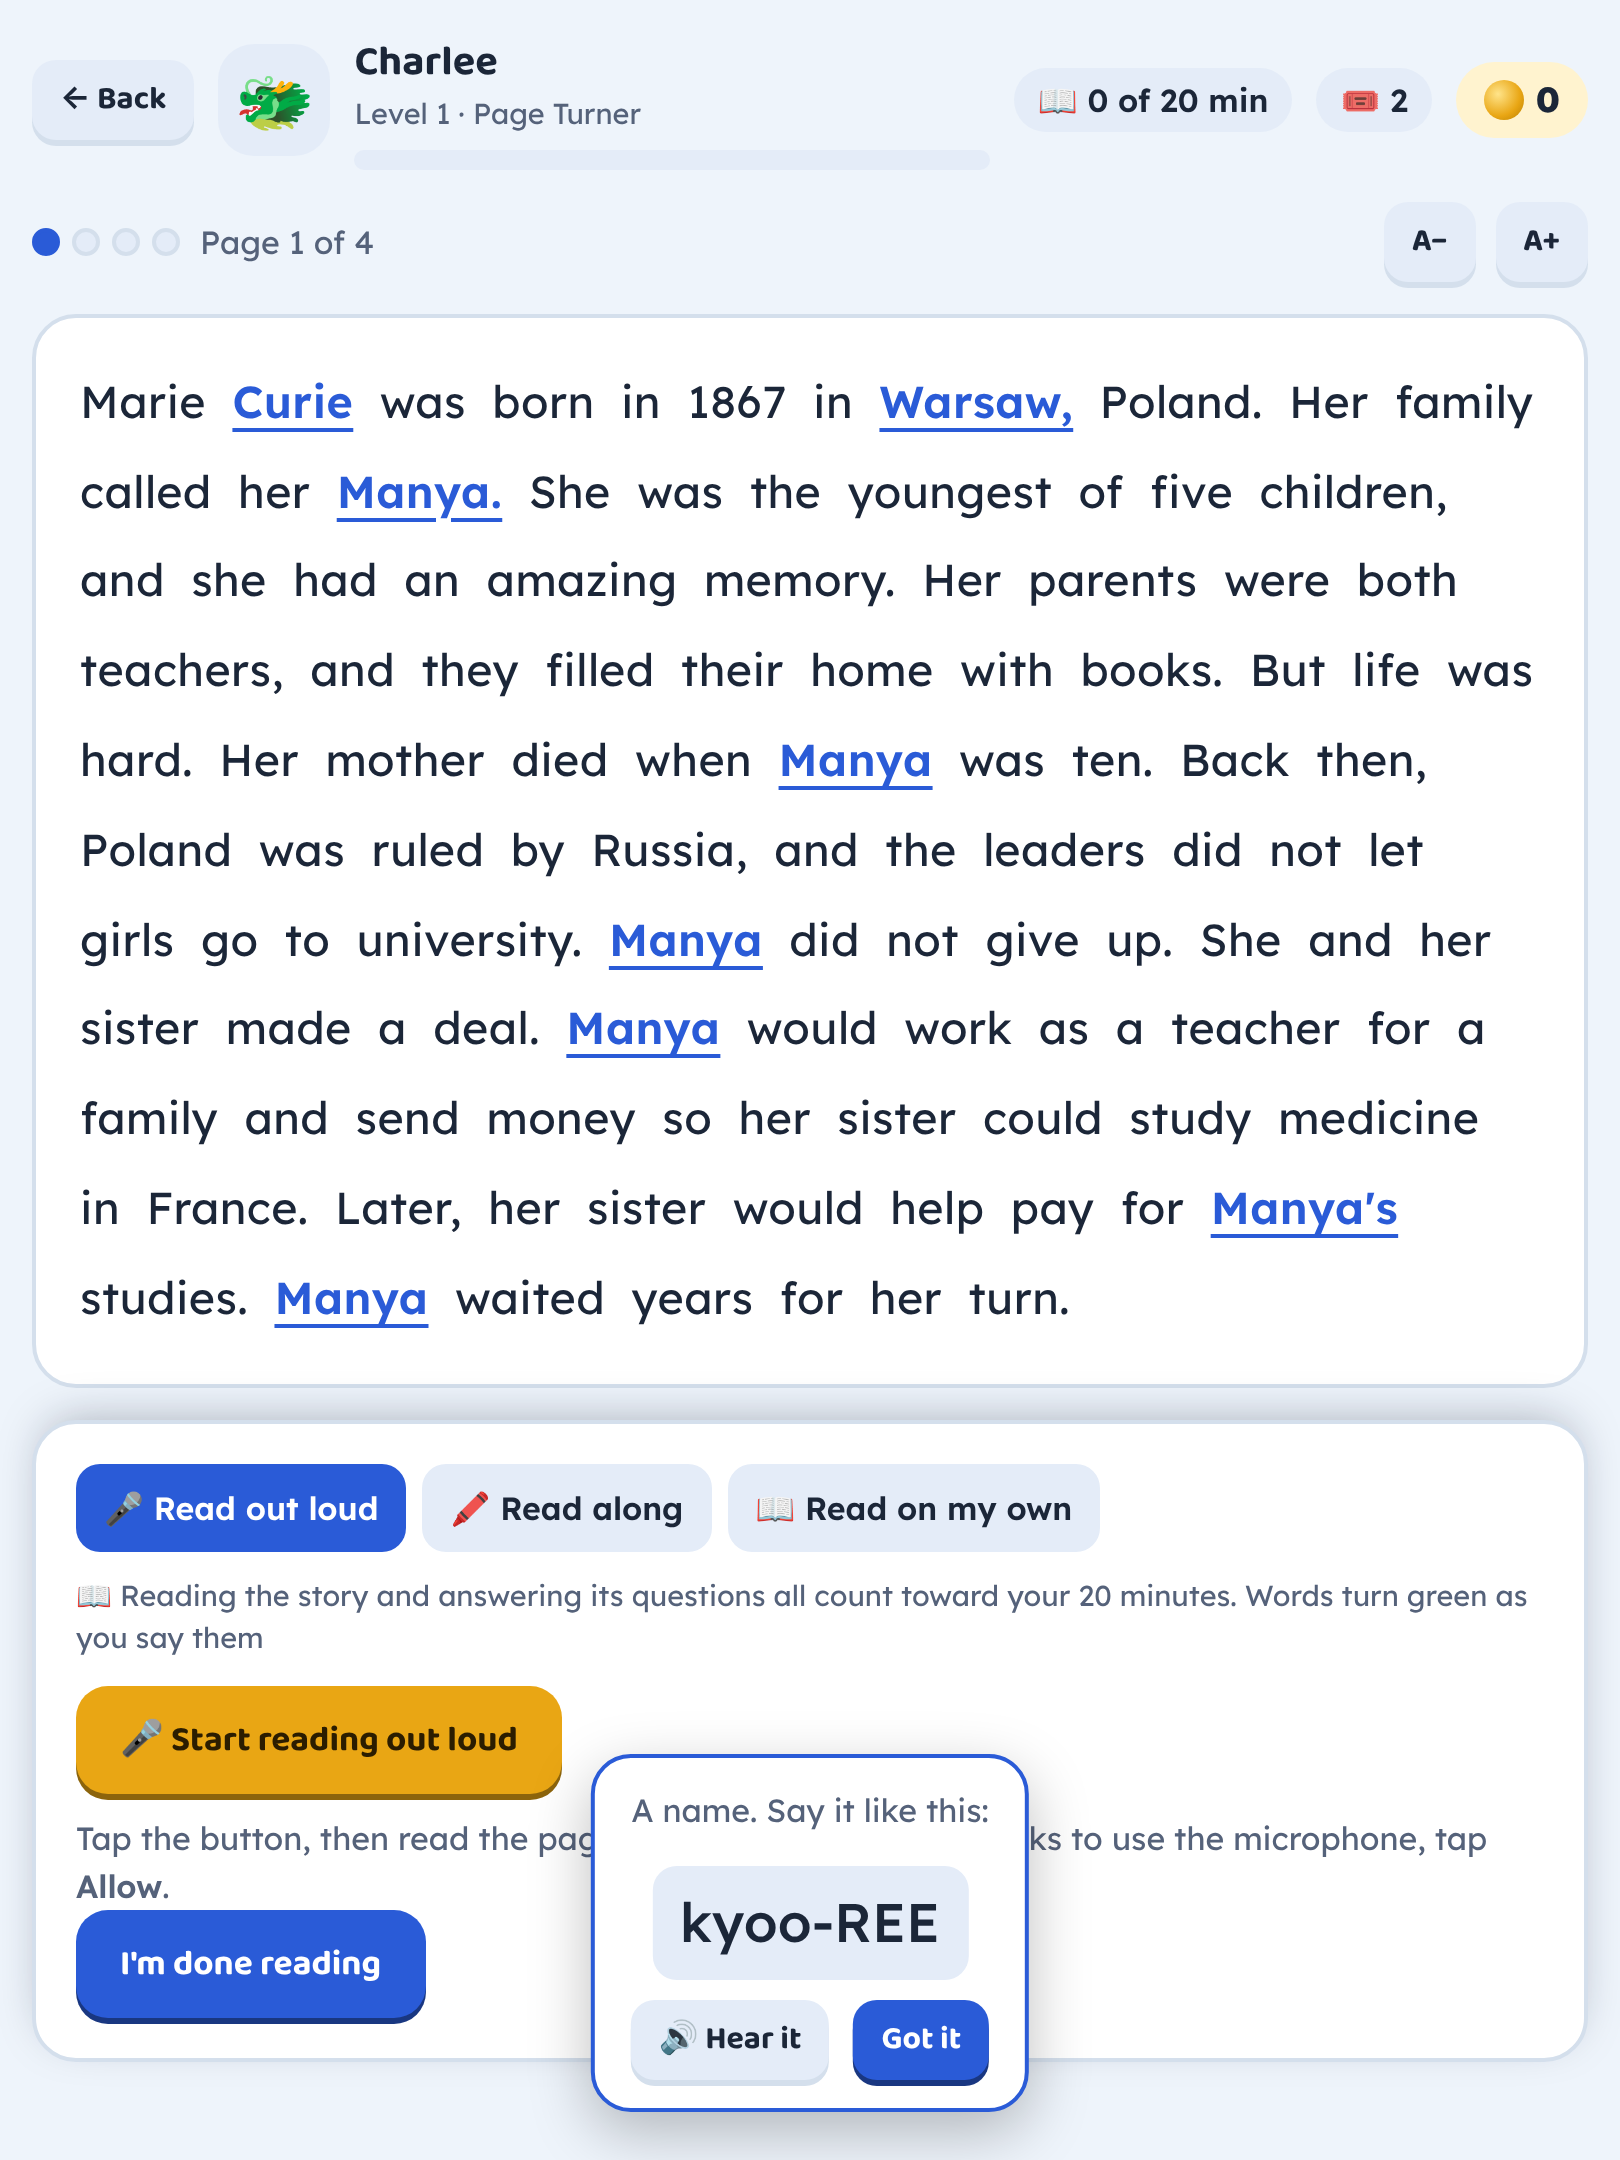 ← Back
Charlee
Level 1 · Page Turner
0 of 20 min
2
0
Page 1 of 4
A−
A+
Marie Curie was born in 1867 in Warsaw, Poland. Her family
called her Manya. She was the youngest of five children,
and she had an amazing memory. Her parents were both
teachers, and they filled their home with books. But life was
hard. Her mother died when Manya was ten. Back then,
Poland was ruled by Russia, and the leaders did not let
girls go to university. Manya did not give up. She and her
sister made a deal. Manya would work as a teacher for a
family and send money so her sister could study medicine
in France. Later, her sister would help pay for Manya's
studies. Manya waited years for her turn.
Read out loud
Read along
Read on my own
Reading the story and answering its questions all count toward your 20 minutes. Words turn green as
you say them
Start reading out loud
Tap the button, then read the
to use the microphone, tap
Allow.
I'm done reading
A name. Say it like this:
kyoo-REE
Hear it
Got it